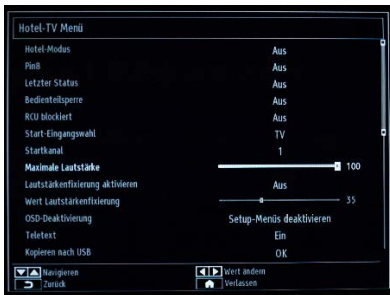 Hotel-TV Menü
Hotel-Modus Aus
Pin8 Aus
Letzter Status Aus
Bedienteilsperre Aus
RCU blockiert Aus
Start-Eingangswahl TV
Startkanal 1
Maximale Lautstärke 100
Lautstärkenfixierung aktivieren Aus
Wert Lautstärkenfixierung 35
OSD-Deaktivierung Setup-Menüs deaktivieren
Teletext Ein
Kopieren nach USB OK
Navigieren Wert ändern
Zurück Verlassen